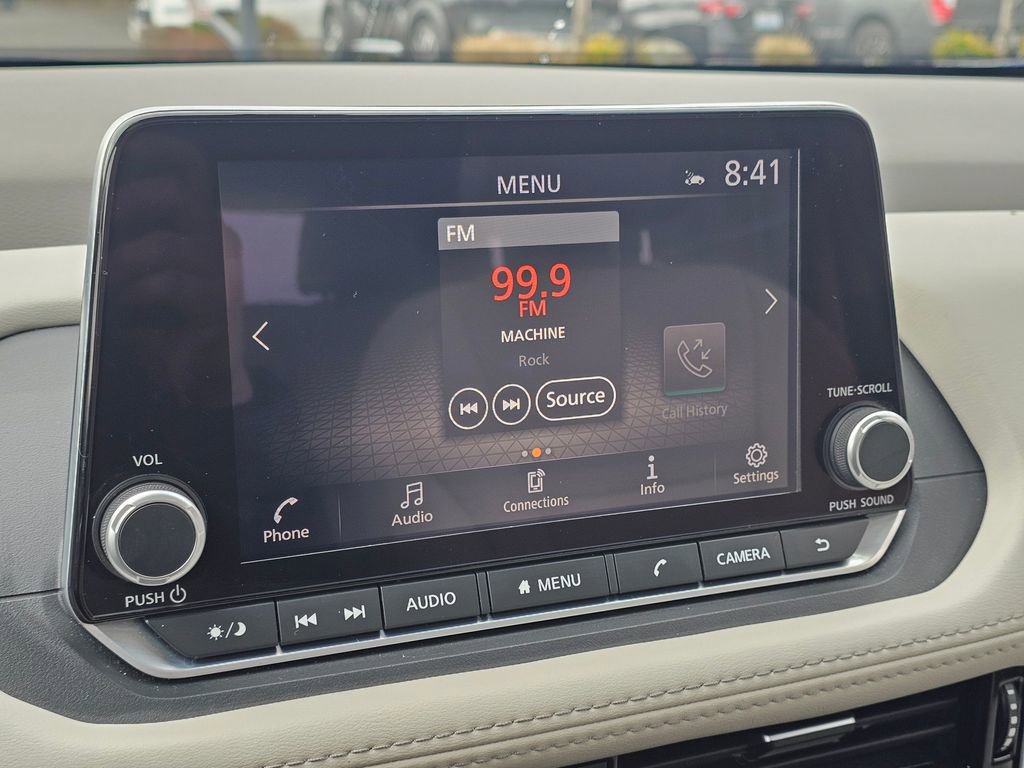 MENU
8:41
FM
99.9
FM
MACHINE
Rock
Source
Call History
Phone
Audio
Connections
Info
Settings
VOL
PUSH
TUNE·SCROLL
PUSH SOUND
AUDIO
MENU
CAMERA